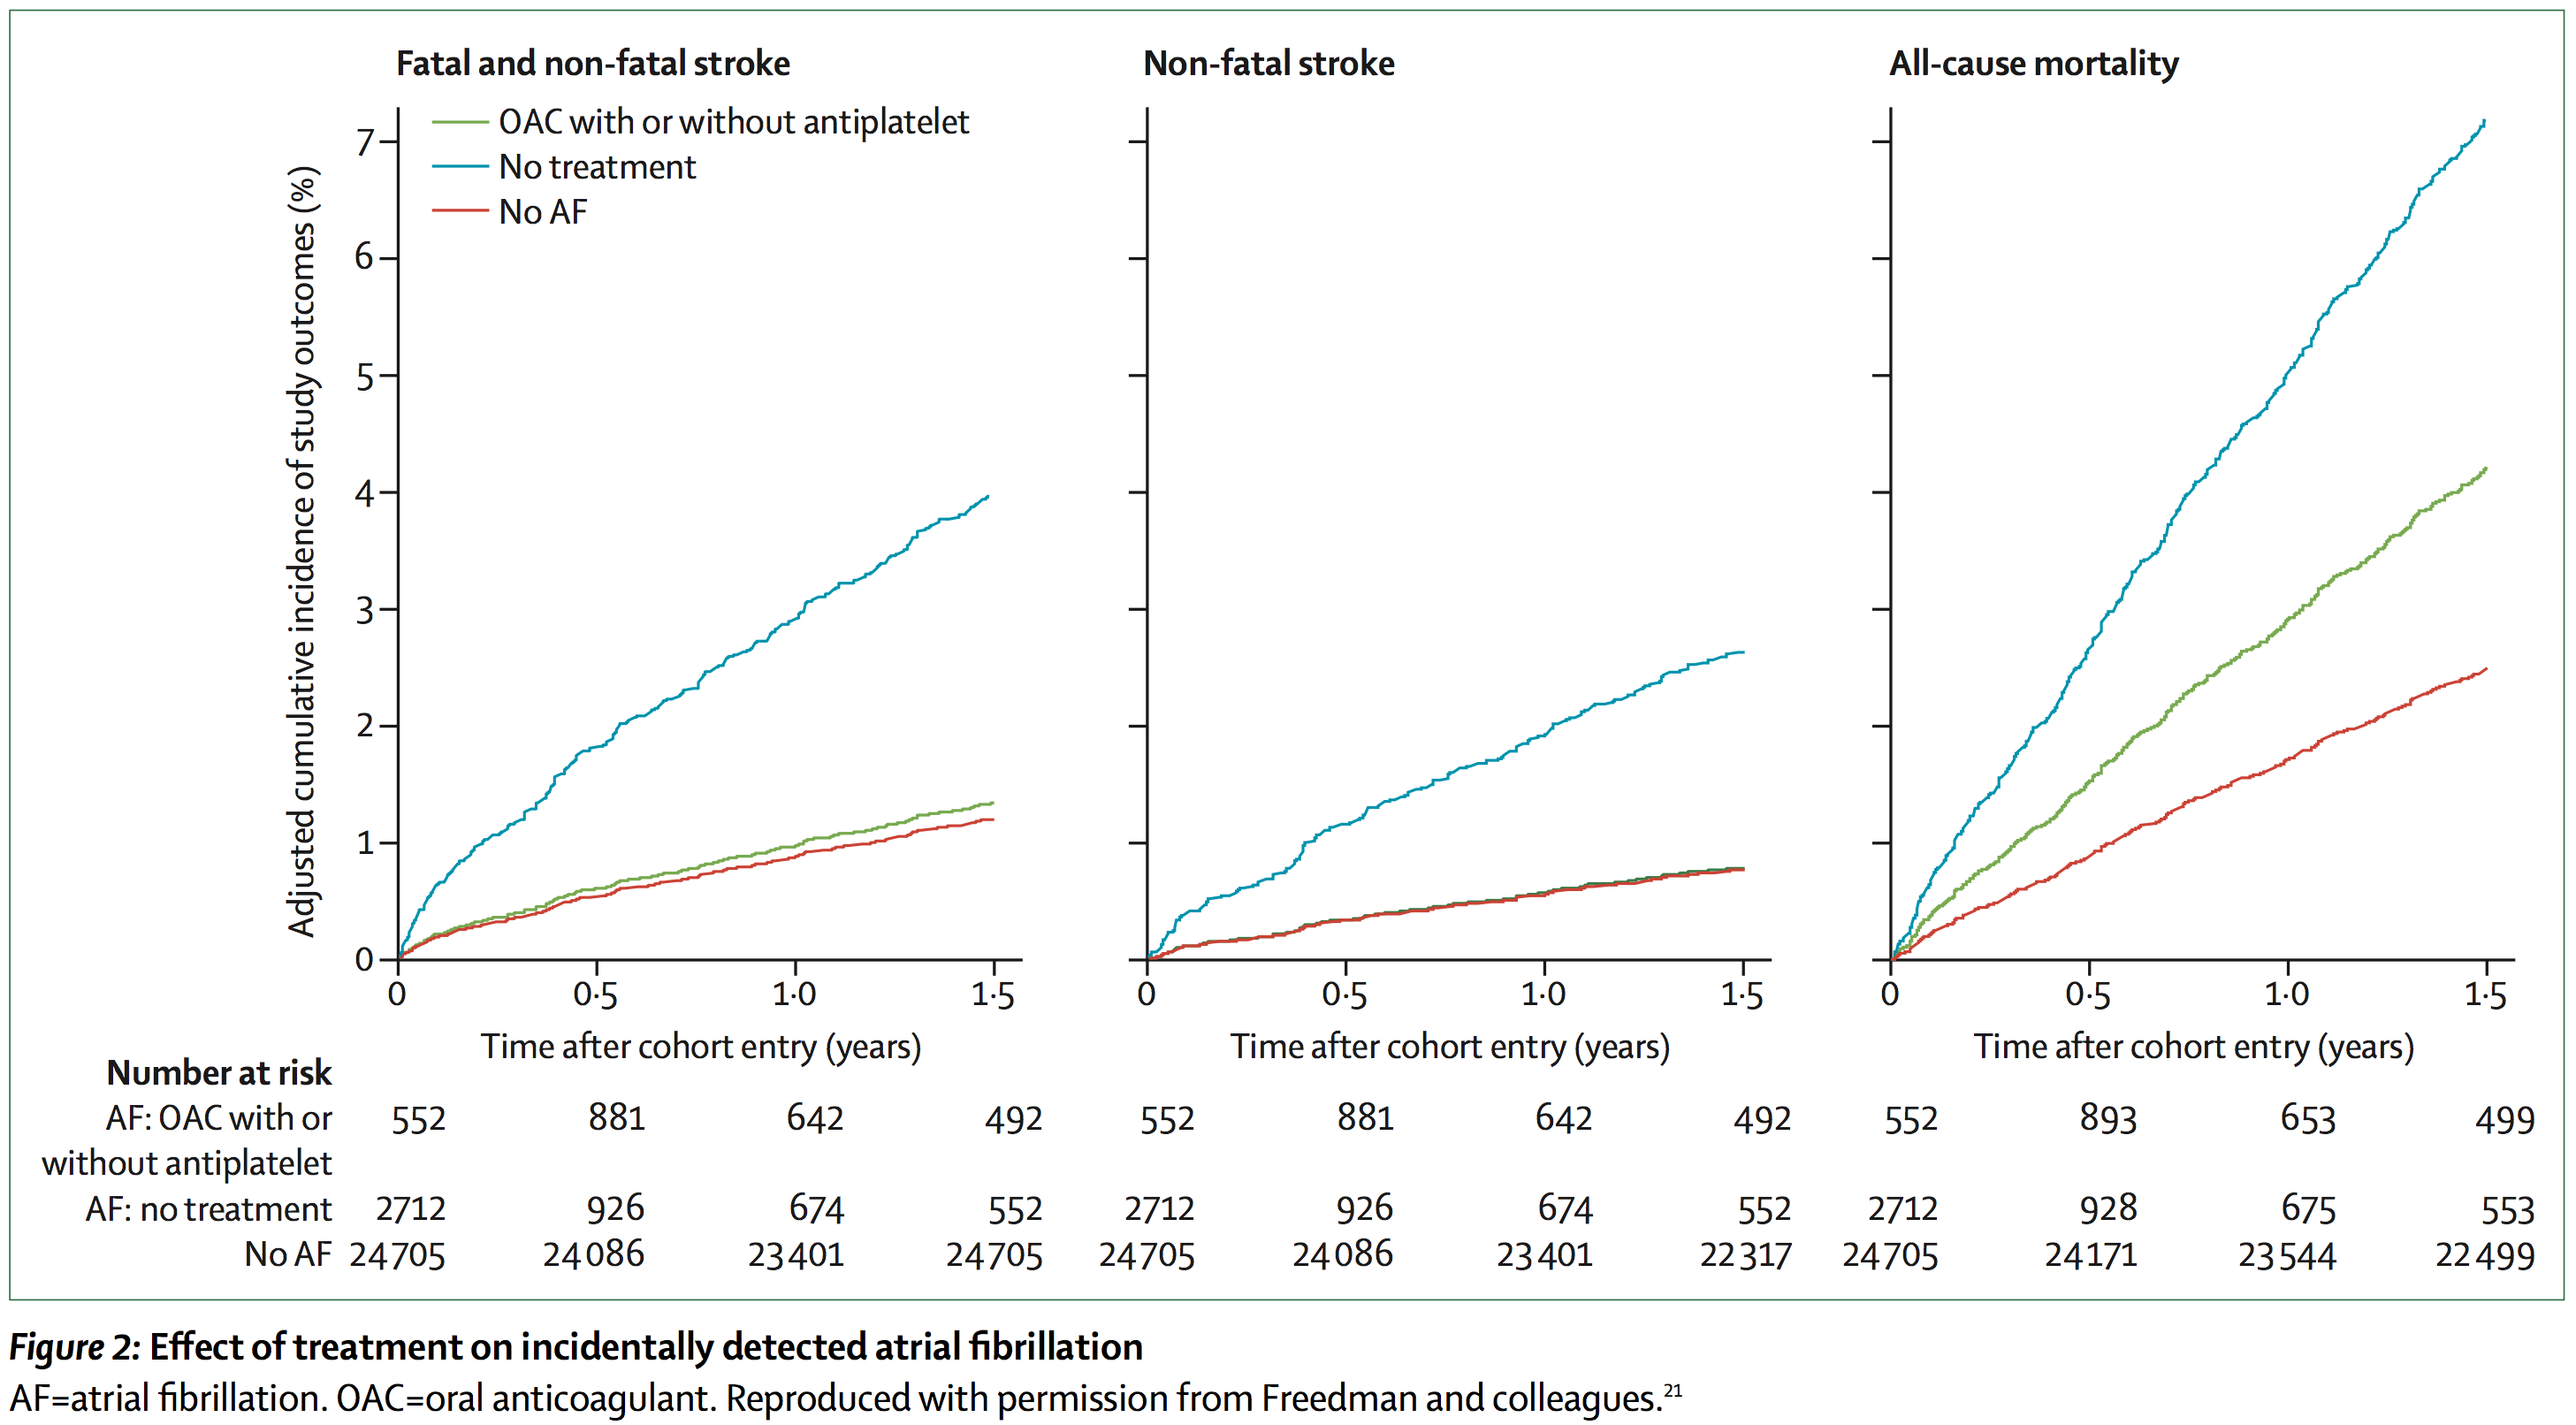 Fatal and non-fatal stroke
Non-fatal stroke
All-cause mortality
OAC with or without antiplatelet
No treatment
No AF
Adjusted cumulative incidence of study outcomes (%)
7
6
5
4
3
2
1
0
0 0·5 1·0 1·5
0 0·5 1·0 1·5
0 0·5 1·0 1·5
Time after cohort entry (years)
Time after cohort entry (years)
Time after cohort entry (years)
Number at risk
AF: OAC with or 552 881 642 492 552 881 642 492 552 893 653 499
without antiplatelet
AF: no treatment 2712 926 674 552 2712 926 674 552 2712 928 675 553
No AF 24705 24086 23401 24705 24705 24086 23401 22317 24705 24171 23544 22499
Figure 2: Effect of treatment on incidentally detected atrial fibrillation
AF=atrial fibrillation. OAC=oral anticoagulant. Reproduced with permission from Freedman and colleagues.21